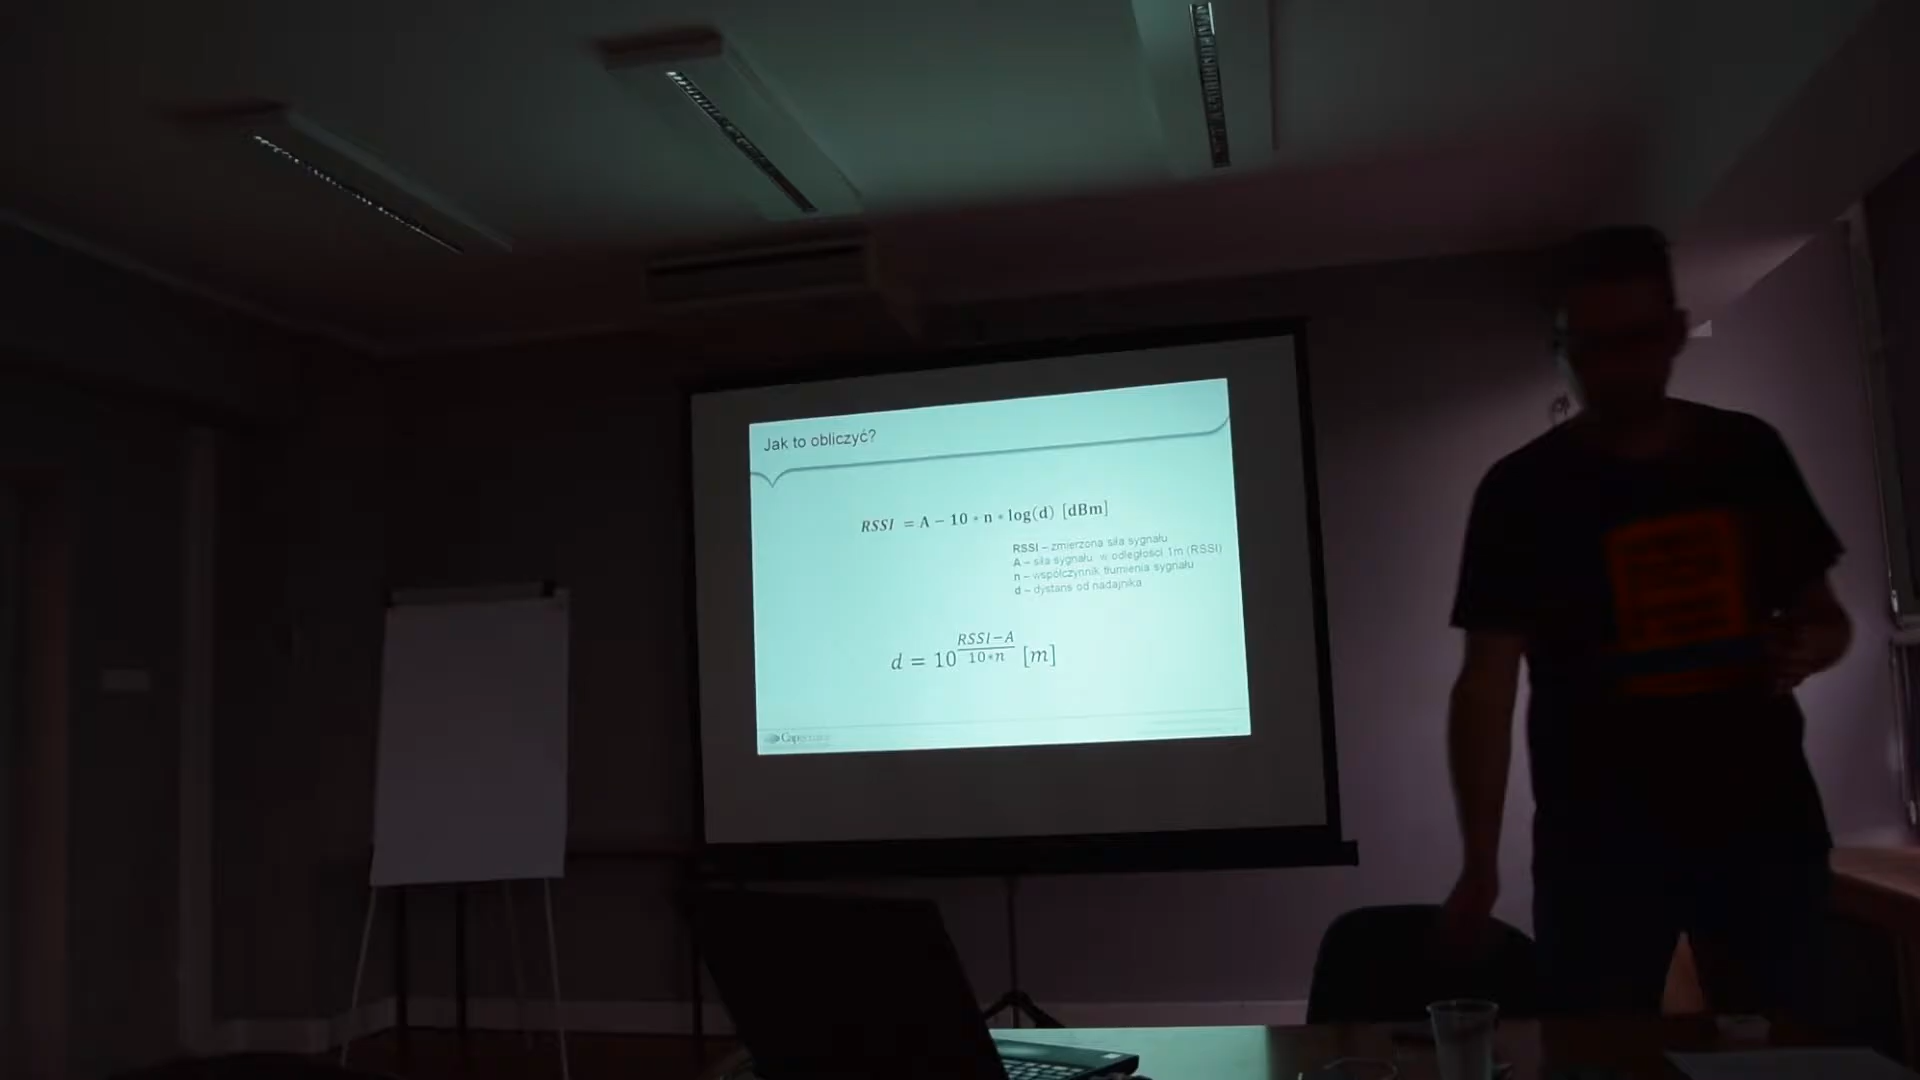 Jak to obliczyć?
RSSI = A − 10 * n * log(d) [dBm]
RSSI – zmierzona siła sygnału
A – siła sygnału w odległości 1m (RSSI)
n – współczynnik tłumienia sygnału
d – dystans od nadajnika
RSSI−A
d = 10 10*n [m]